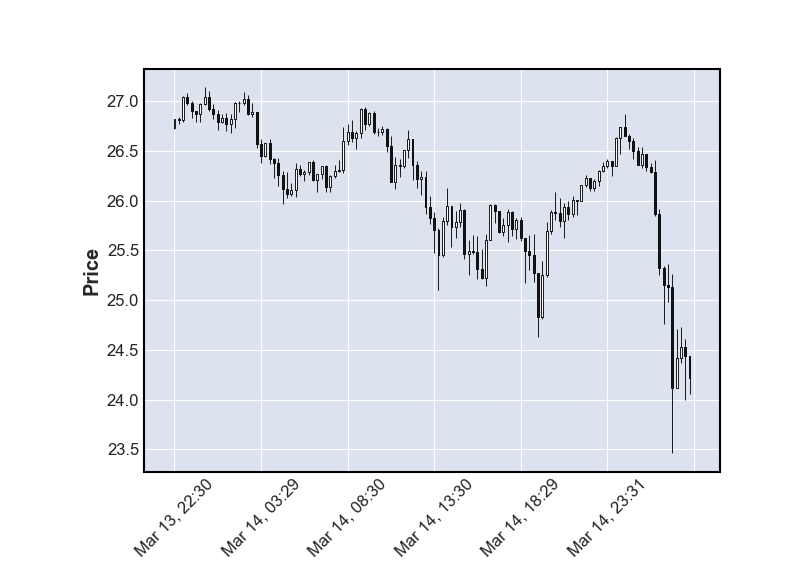 27.0
26.5
26.0
25.5
25.0
24.5
24.0
23.5
Price
Mar 13, 22:30
Mar 14, 03:29
Mar 14, 08:30
Mar 14, 13:30
Mar 14, 18:29
Mar 14, 23:31